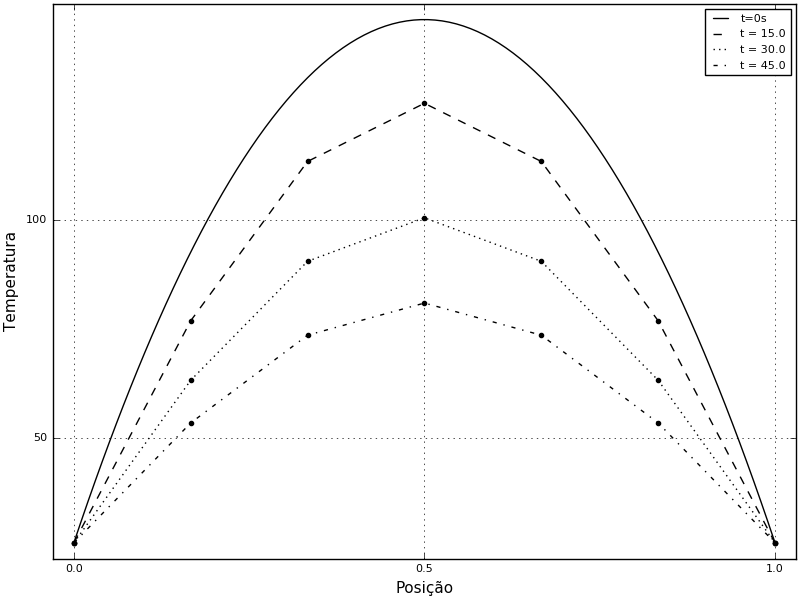 t=0s
t = 15.0
t = 30.0
t = 45.0
100
50
Temperatura
0.0
0.5
1.0
Posição